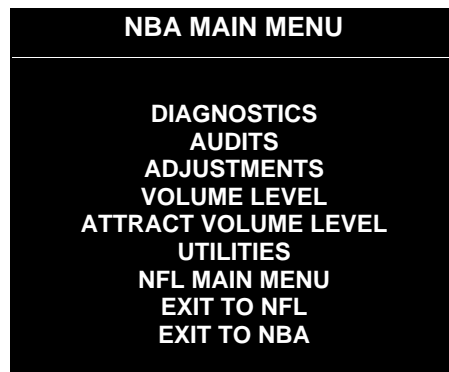 NBA MAIN MENU
DIAGNOSTICS
AUDITS
ADJUSTMENTS
VOLUME LEVEL
ATTRACT VOLUME LEVEL
UTILITIES
NFL MAIN MENU
EXIT TO NFL
EXIT TO NBA